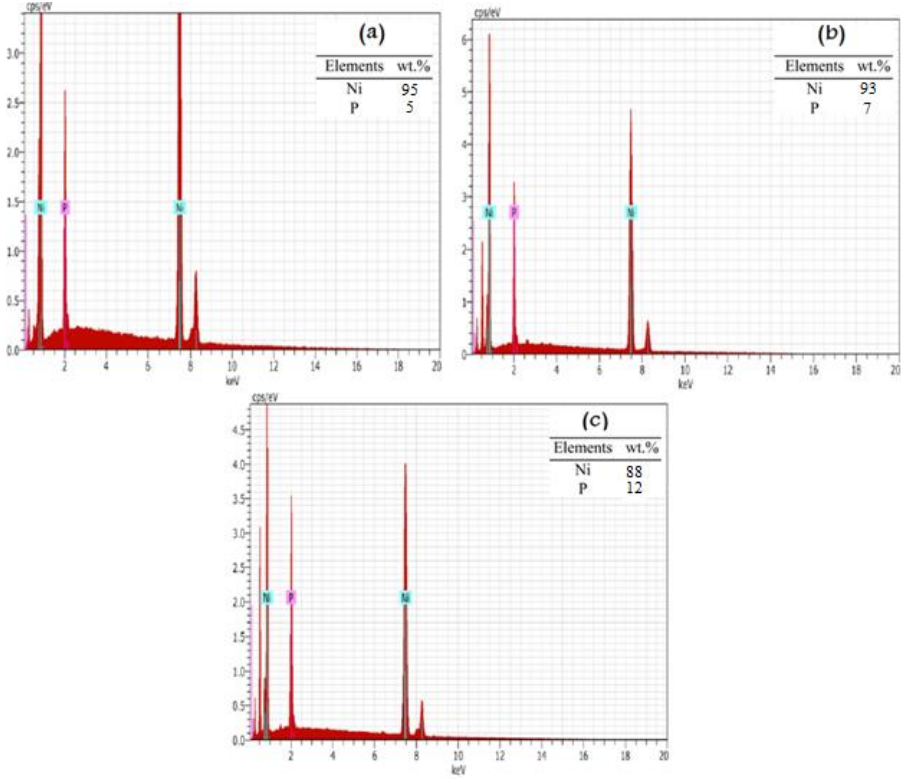 cps/eV
(a)
Elements wt.%
Ni 95
P 5
3.0
2.5
2.0
1.5
1.0
0.5
0.0
Ni P Ni
2 4 6 8 10 12 14 16 18 20
keV
cps/eV
(b)
Elements wt.%
Ni 93
P 7
6
5
4
3
2
1
0
Ni P Ni
2 4 6 8 10 12 14 16 18 20
keV
cps/eV
(c)
Elements wt.%
Ni 88
P 12
4.5
4.0
3.5
3.0
2.5
2.0
1.5
1.0
0.5
0.0
Ni P Ni
2 4 6 8 10 12 14 16 18 20
keV